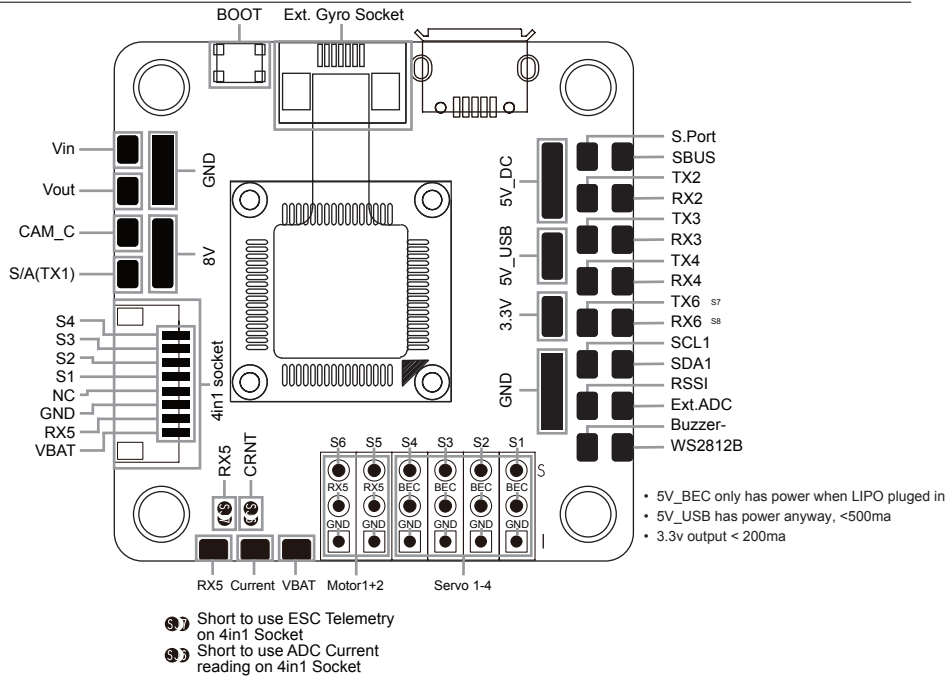 BOOT
Ext. Gyro Socket
Vin
Vout
CAM_C
S/A(TX1)
GND
8V
S4
S3
S2
S1
NC
GND
RX5
VBAT
4in1 socket
5V_DC
5V_USB
3.3V
GND
S.Port
SBUS
TX2
RX2
TX3
RX3
TX4
RX4
TX6 S7
RX6 S8
SCL1
SDA1
RSSI
Ext.ADC
Buzzer-
WS2812B
RX5
CRNT
S6 S5 S4 S3 S2 S1
S
RX5 RX5 BEC BEC BEC BEC
GND GND GND GND GND GND
RX5 Current VBAT Motor1+2 Servo 1-4
• 5V_BEC only has power when LIPO pluged in
• 5V_USB has power anyway, <500ma
• 3.3v output < 200ma
Short to use ESC Telemetry
on 4in1 Socket
Short to use ADC Current
reading on 4in1 Socket